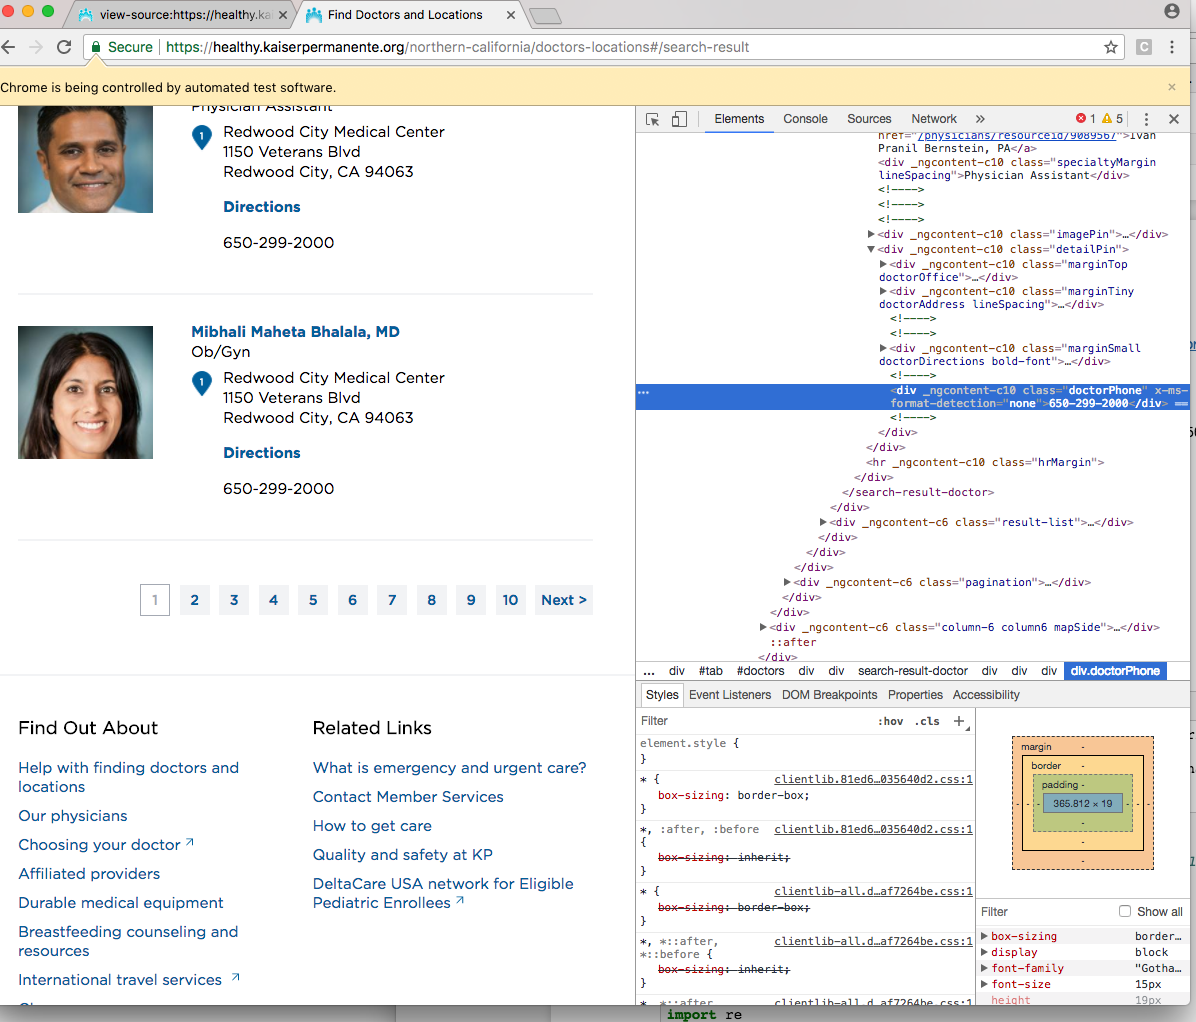 view-source:https://healthy.kai
Find Doctors and Locations
Secure
https://healthy.kaiserpermanente.org/northern-california/doctors-locations#/search-result
C
Chrome is being controlled by automated test software.
Physician Assistant
1
Redwood City Medical Center
1150 Veterans Blvd
Redwood City, CA 94063
Directions
650-299-2000
Mibhali Maheta Bhalala, MD
Ob/Gyn
1
Redwood City Medical Center
1150 Veterans Blvd
Redwood City, CA 94063
Directions
650-299-2000
1 2 3 4 5 6 7 8 9 10 Next >
Find Out About
Help with finding doctors and
locations
Our physicians
Choosing your doctor
Affiliated providers
Durable medical equipment
Breastfeeding counseling and
resources
International travel services
Related Links
What is emergency and urgent care?
Contact Member Services
How to get care
Quality and safety at KP
DeltaCare USA network for Eligible
Pediatric Enrollees
Elements Console Sources Network » 1 5
href="/physicians/resourceid/9089567">Ivan
Pranil Bernstein, PA</a>
<div _ngcontent-c10 class="specialtyMargin
lineSpacing">Physician Assistant</div>
<!---->
<!---->
<!---->
<div _ngcontent-c10 class="imagePin">…</div>
<div _ngcontent-c10 class="detailPin">
<div _ngcontent-c10 class="marginTop
doctorOffice">…</div>
<div _ngcontent-c10 class="marginTiny
doctorAddress lineSpacing">…</div>
<!---->
<!---->
<div _ngcontent-c10 class="marginSmall
doctorDirections bold-font">…</div>
<!---->
<div _ngcontent-c10 class="doctorPhone" x-ms-
format-detection="none">650-299-2000</div> ==
<!---->
</div>
</div>
<hr _ngcontent-c10 class="hrMargin">
</div>
</search-result-doctor>
</div>
<div _ngcontent-c6 class="result-list">…</div>
</div>
</div>
</div>
<div _ngcontent-c6 class="pagination">…</div>
</div>
</div>
<div _ngcontent-c6 class="column-6 column6 mapSide">…</div>
::after
</div>
... div #tab #doctors div div search-result-doctor div div div div.doctorPhone
Styles Event Listeners DOM Breakpoints Properties Accessibility
Filter :hov .cls +
element.style {
}
* { clientlib.81ed6…035640d2.css:1
box-sizing: border-box;
}
*, :after, :before clientlib.81ed6…035640d2.css:1
{
box-sizing: inherit;
}
* { clientlib-all.d…af7264be.css:1
box-sizing: border-box;
}
*, *::after, clientlib-all.d…af7264be.css:1
*::before {
box-sizing: inherit;
}
*, *::after, clientlib-all.d…af7264be.css:1
margin -
border -
padding -
- - - 365.812 × 19 - - -
-
-
-
Filter Show all
box-sizing border…
display block
font-family "Gotha…
font-size 15px
height 19px
import re